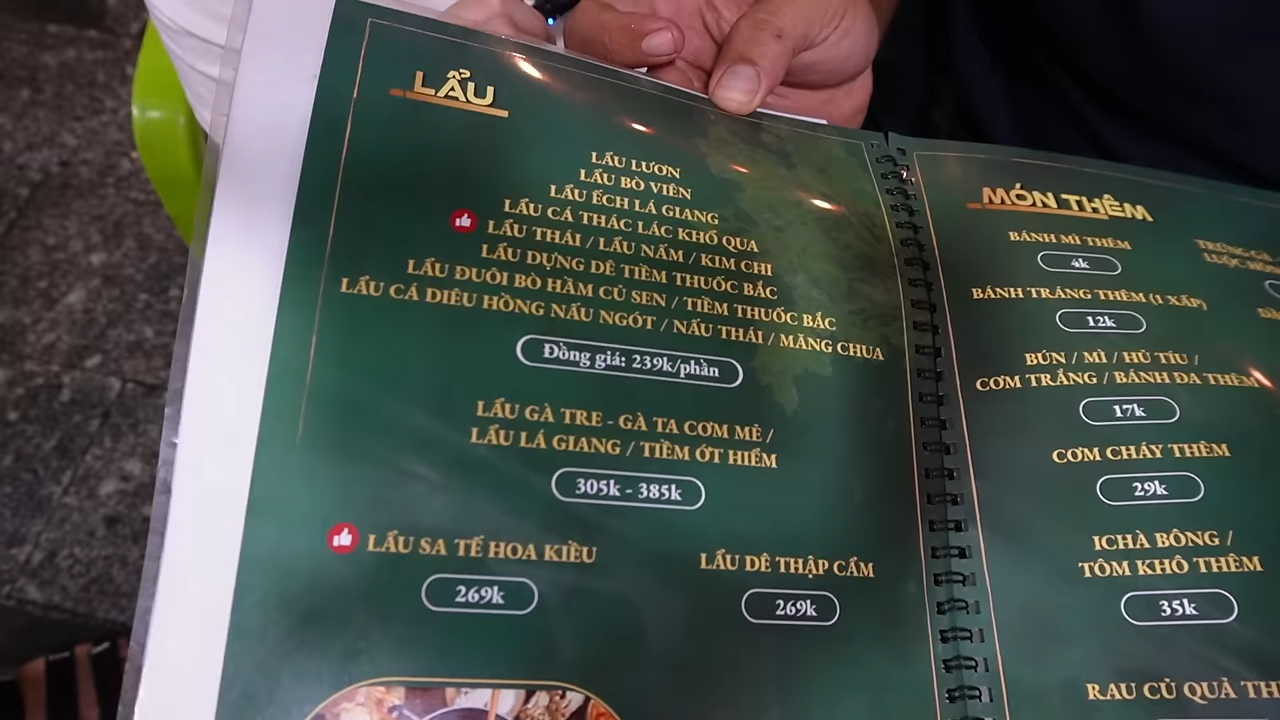 LẨU
LẨU LƯƠN
LẨU BÒ VIÊN
LẨU ẾCH LÁ GIANG
LẨU CÁ THÁC LÁC KHỔ QUA
LẨU THÁI / LẨU NẤM / KIM CHI
LẨU DỰNG DÊ TIỀM THUỐC BẮC
LẨU ĐUÔI BÒ HẦM CỦ SEN / TIỀM THUỐC BẮC
LẨU CÁ DIÊU HỒNG NẤU NGÓT / NẤU THÁI / MĂNG CHUA
Đồng giá: 239k/phần
LẨU GÀ TRE - GÀ TA CƠM MẺ /
LẨU LÁ GIANG / TIỀM ỚT HIỂM
305k - 385k
LẨU SA TẾ HOA KIỀU
269k
LẨU DÊ THẬP CẨM
269k
MÓN THÊM
BÁNH MÌ THÊM
4k
BÁNH TRÁNG THÊM (1 XẤP)
12k
BÚN / MÌ / HỦ TÍU /
CƠM TRẮNG / BÁNH ĐA THÊM
17k
CƠM CHÁY THÊM
29k
ICHÀ BÔNG /
TÔM KHÔ THÊM
35k
RAU CỦ QUẢ
TRỨNG GÀ